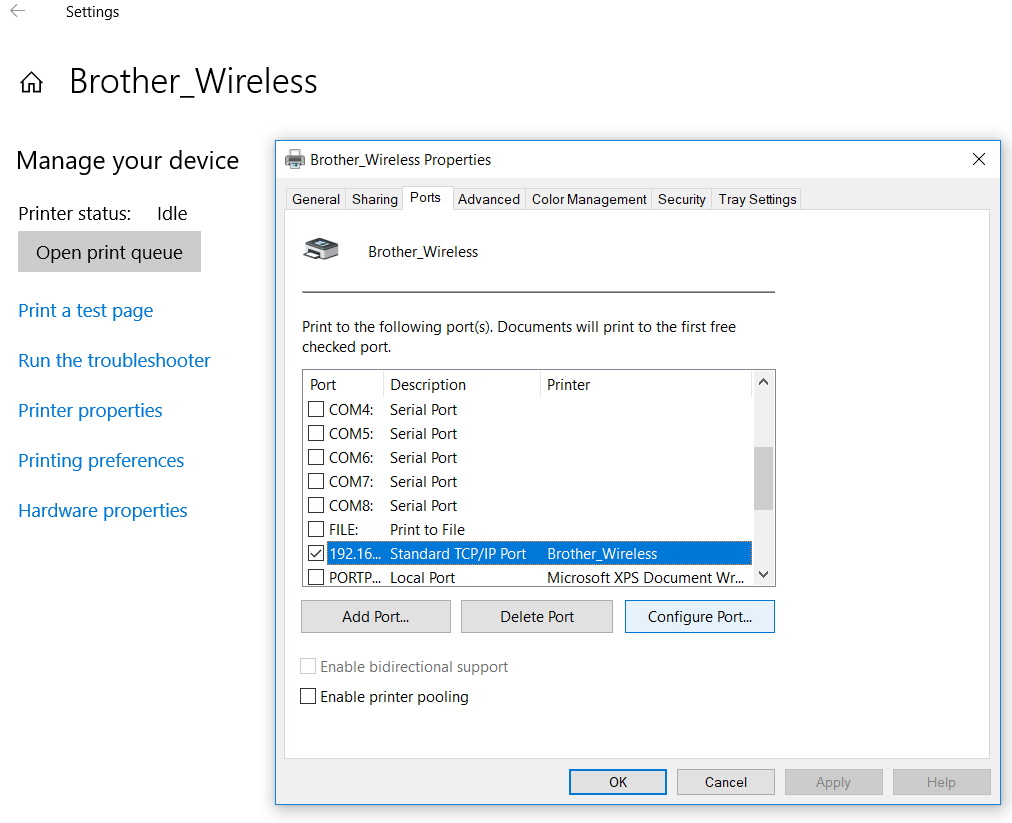 Settings
Brother_Wireless
Manage your device
Printer status: Idle
Open print queue
Print a test page
Run the troubleshooter
Printer properties
Printing preferences
Hardware properties
Brother_Wireless Properties
General Sharing Ports Advanced Color Management Security Tray Settings
Brother_Wireless
Print to the following port(s). Documents will print to the first free
checked port.
Port Description Printer
COM4: Serial Port
COM5: Serial Port
COM6: Serial Port
COM7: Serial Port
COM8: Serial Port
FILE: Print to File
192.16... Standard TCP/IP Port Brother_Wireless
PORTP... Local Port Microsoft XPS Document Wr...
Add Port... Delete Port Configure Port...
Enable bidirectional support
Enable printer pooling
OK Cancel Apply Help